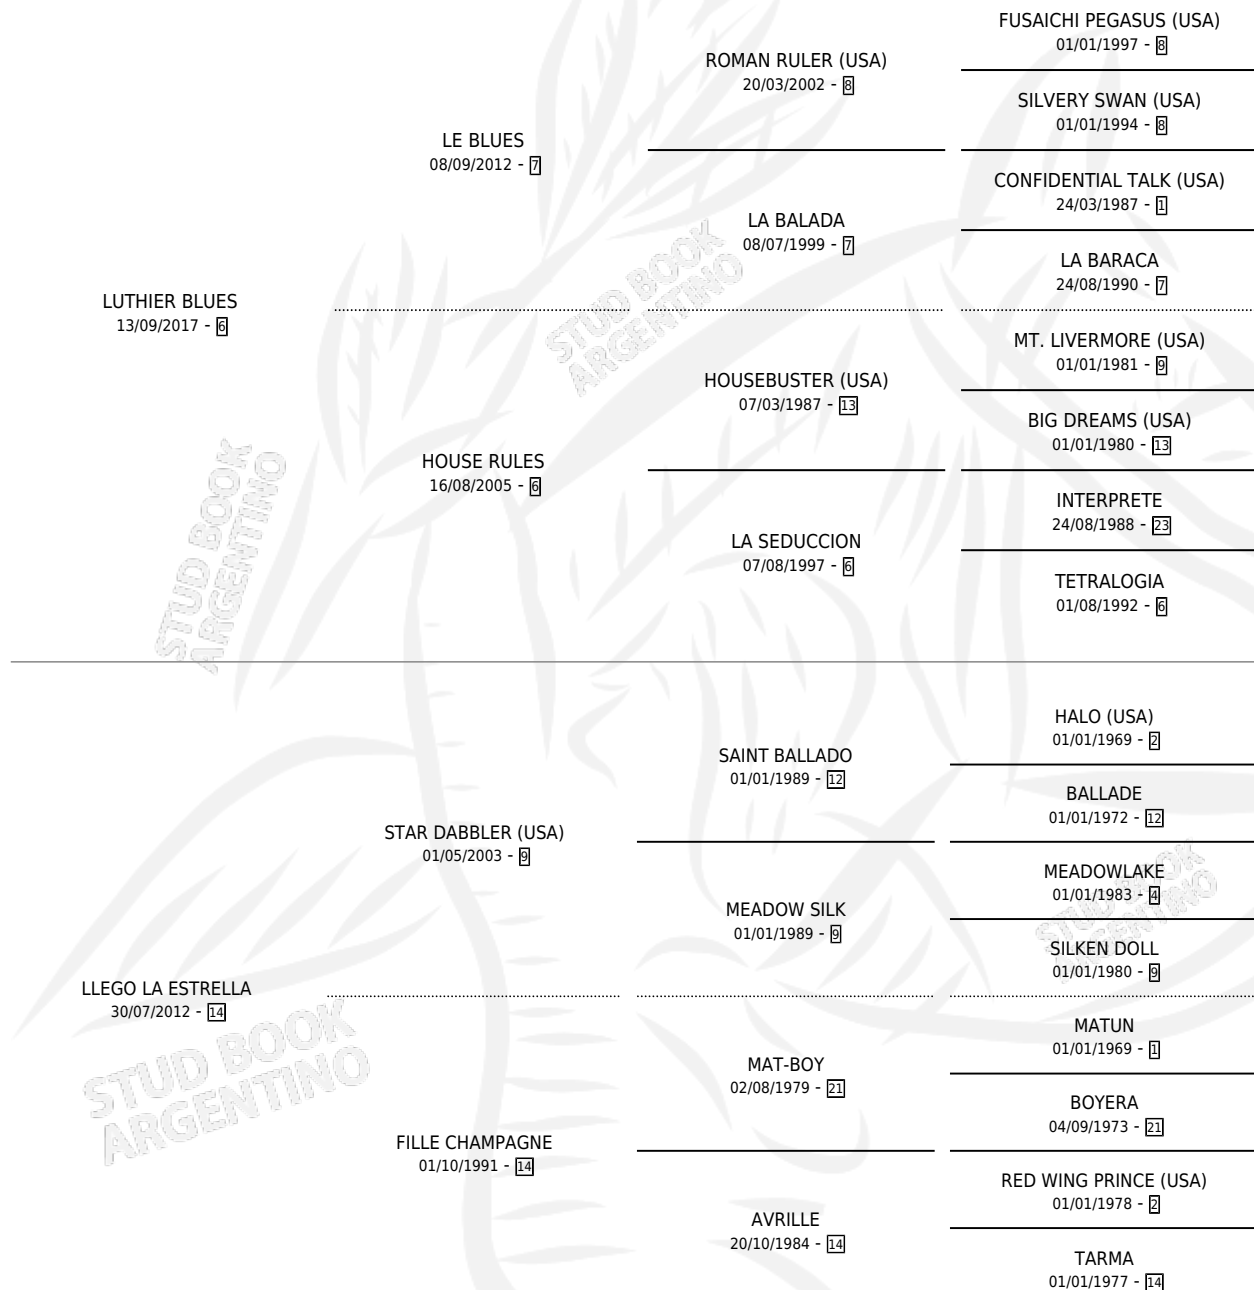 FUSAICHI PEGASUS (USA)
01/01/1997 - 8
ROMAN RULER (USA)
20/03/2002 - 8
SILVERY SWAN (USA)
01/01/1994 - 8
LE BLUES
08/09/2012 - 7
CONFIDENTIAL TALK (USA)
24/03/1987 - 1
LA BALADA
08/07/1999 - 7
LA BARACA
24/08/1990 - 7
LUTHIER BLUES
13/09/2017 - 6
STUD BOOK
ARGENTINO
MT. LIVERMORE (USA)
01/01/1981 - 9
HOUSEBUSTER (USA)
07/03/1987 - 13
BIG DREAMS (USA)
01/01/1980 - 13
HOUSE RULES
16/08/2005 - 6
INTERPRETE
24/08/1988 - 23
LA SEDUCCION
07/08/1997 - 6
TETRALOGIA
01/08/1992 - 6
STUD BOOK
ARGENTINO
HALO (USA)
01/01/1969 - 2
SAINT BALLADO
01/01/1989 - 12
BALLADE
01/01/1972 - 12
STAR DABBLER (USA)
01/05/2003 - 9
MEADOWLAKE
01/01/1983 - 4
MEADOW SILK
01/01/1989 - 9
STUD BOOK
ARGENTINO
SILKEN DOLL
01/01/1980 - 9
LLEGO LA ESTRELLA
30/07/2012 - 14
MATUN
01/01/1969 - 1
MAT-BOY
02/08/1979 - 21
BOYERA
04/09/1973 - 21
STUD BOOK
ARGENTINO
FILLE CHAMPAGNE
01/10/1991 - 14
RED WING PRINCE (USA)
01/01/1978 - 2
AVRILLE
20/10/1984 - 14
TARMA
01/01/1977 - 14